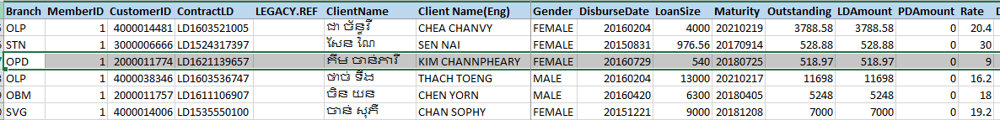 Branch MemberID CustomerID ContractLD LEGACY.REF ClientName Client Name(Eng) Gender DisburseDate LoanSize Maturity Outstanding LDAmount PDAmount Rate
OLP 1 4000014481 LD1603521005 ជា ច័ន្ទវី CHEA CHANVY FEMALE 20160204 4000 20210219 3788.58 3788.58 0 20.4
STN 1 3000006666 LD1524317397 សែន ណៃ SEN NAI FEMALE 20150831 976.56 20170914 528.88 528.88 0 30
OPD 1 2000011774 LD1621139657 គឹម ចាន់ភារី KIM CHANNPHEARY FEMALE 20160729 540 20180725 518.97 518.97 0 9
OLP 1 4000038346 LD1603536747 ថាច់ ទឹង THACH TOENG MALE 20160204 13000 20210217 11698 11698 0 16.2
OBM 1 2000011757 LD1611106907 ចិន យន CHEN YORN MALE 20160420 6300 20180405 5248 5248 0 18
SVG 1 4000014006 LD1535550100 ចាន់ សុភី CHAN SOPHY FEMALE 20151221 9000 20181208 7000 7000 0 19.2